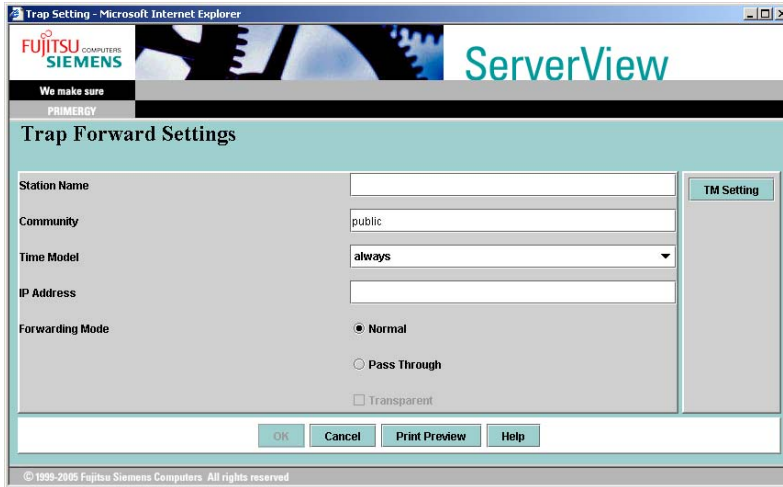 Trap Setting - Microsoft Internet Explorer
FUJITSU COMPUTERS
SIEMENS
ServerView
We make sure
PRIMERGY
Trap Forward Settings
Station Name
TM Setting
Community public
Time Model always
IP Address
Forwarding Mode Normal
Pass Through
Transparent
OK Cancel Print Preview Help
© 1999-2005 Fujitsu Siemens Computers All rights reserved